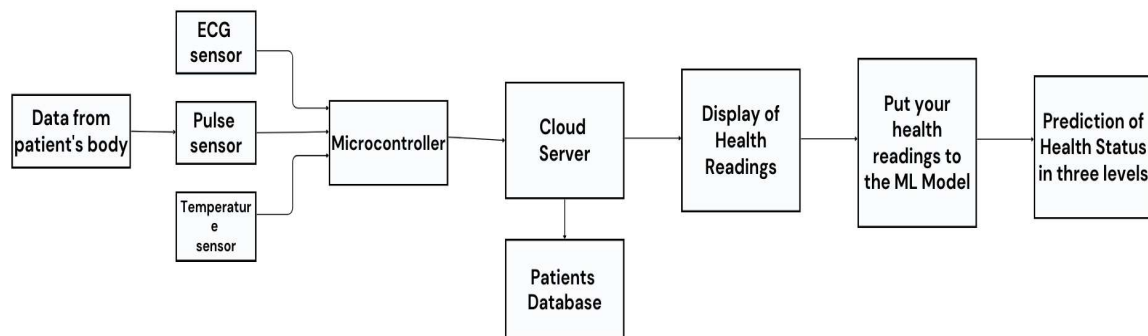 ECG
sensor
Data from
patient's body
Pulse
sensor
Temperatur
e
sensor
Microcontroller
Cloud
Server
Patients
Database
Display of
Health
Readings
Put your
health
readings to
the ML Model
Prediction of
Health Status
in three levels